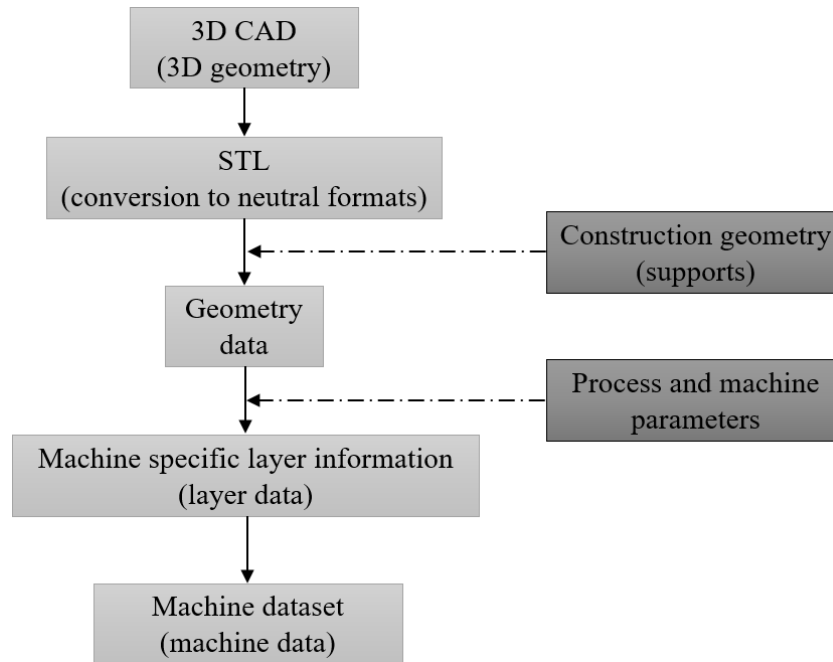 3D CAD
(3D geometry)
STL
(conversion to neutral formats)
Construction geometry
(supports)
Geometry
data
Process and machine
parameters
Machine specific layer information
(layer data)
Machine dataset
(machine data)